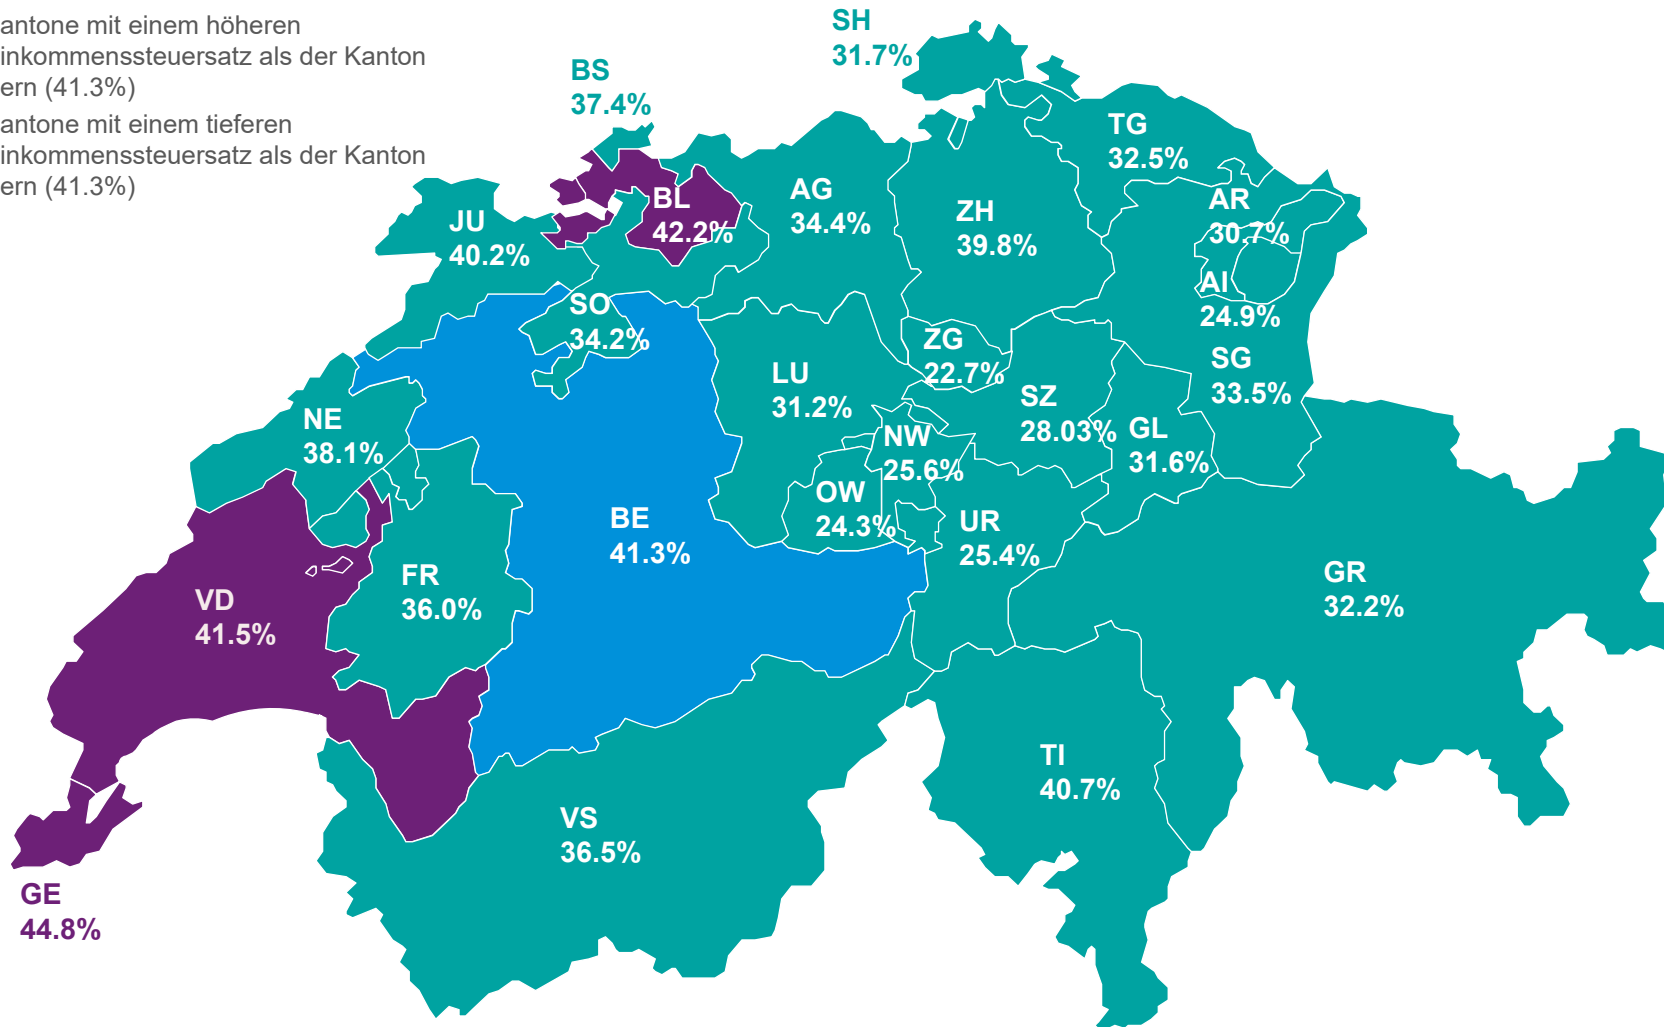 antone mit einem höheren
inkommenssteuersatz als der Kanton
ern (41.3%)
antone mit einem tieferen
inkommenssteuersatz als der Kanton
ern (41.3%)
SH
31.7%
BS
37.4%
TG
32.5%
BL
42.2%
AG
34.4%
ZH
39.8%
AR
30.7%
JU
40.2%
AI
24.9%
SO
34.2%
ZG
22.7%
SG
33.5%
LU
31.2%
SZ
28.03%
NE
38.1%
NW
25.6%
GL
31.6%
OW
24.3%
BE
41.3%
UR
25.4%
FR
36.0%
GR
32.2%
VD
41.5%
TI
40.7%
VS
36.5%
GE
44.8%